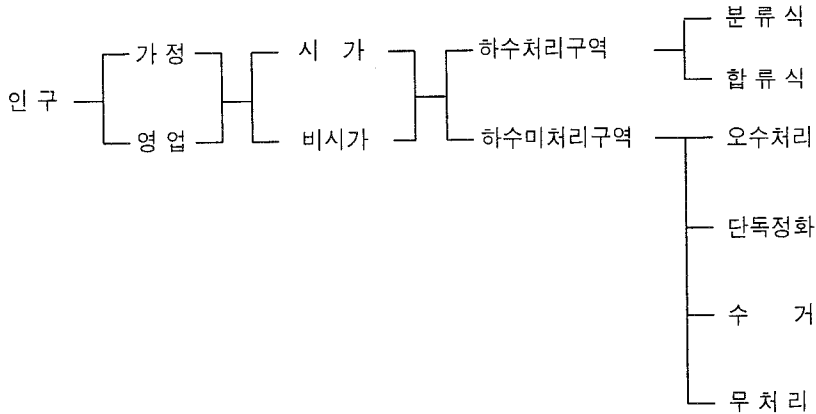 분 류 식
가 정
시 가
하수처리구역
합 류 식
인 구
영 업
비시가
하수미처리구역
오수처리
단독정화
수 거
무 처 리